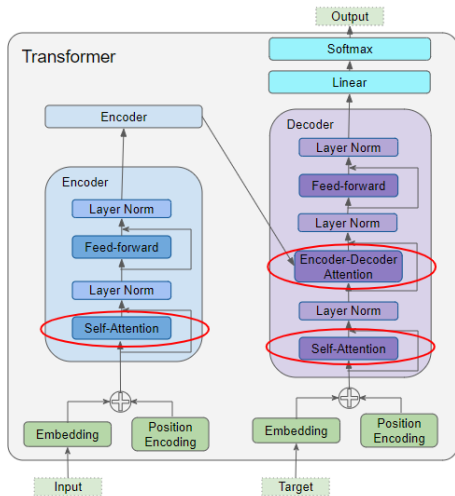 Output
Softmax
Transformer
Linear
Encoder
Decoder
Layer Norm
Encoder
Feed-forward
Layer Norm
Layer Norm
Feed-forward
Encoder-Decoder
Attention
Layer Norm
Layer Norm
Self-Attention
Self-Attention
Embedding
Position
Encoding
Embedding
Position
Encoding
Input
Target